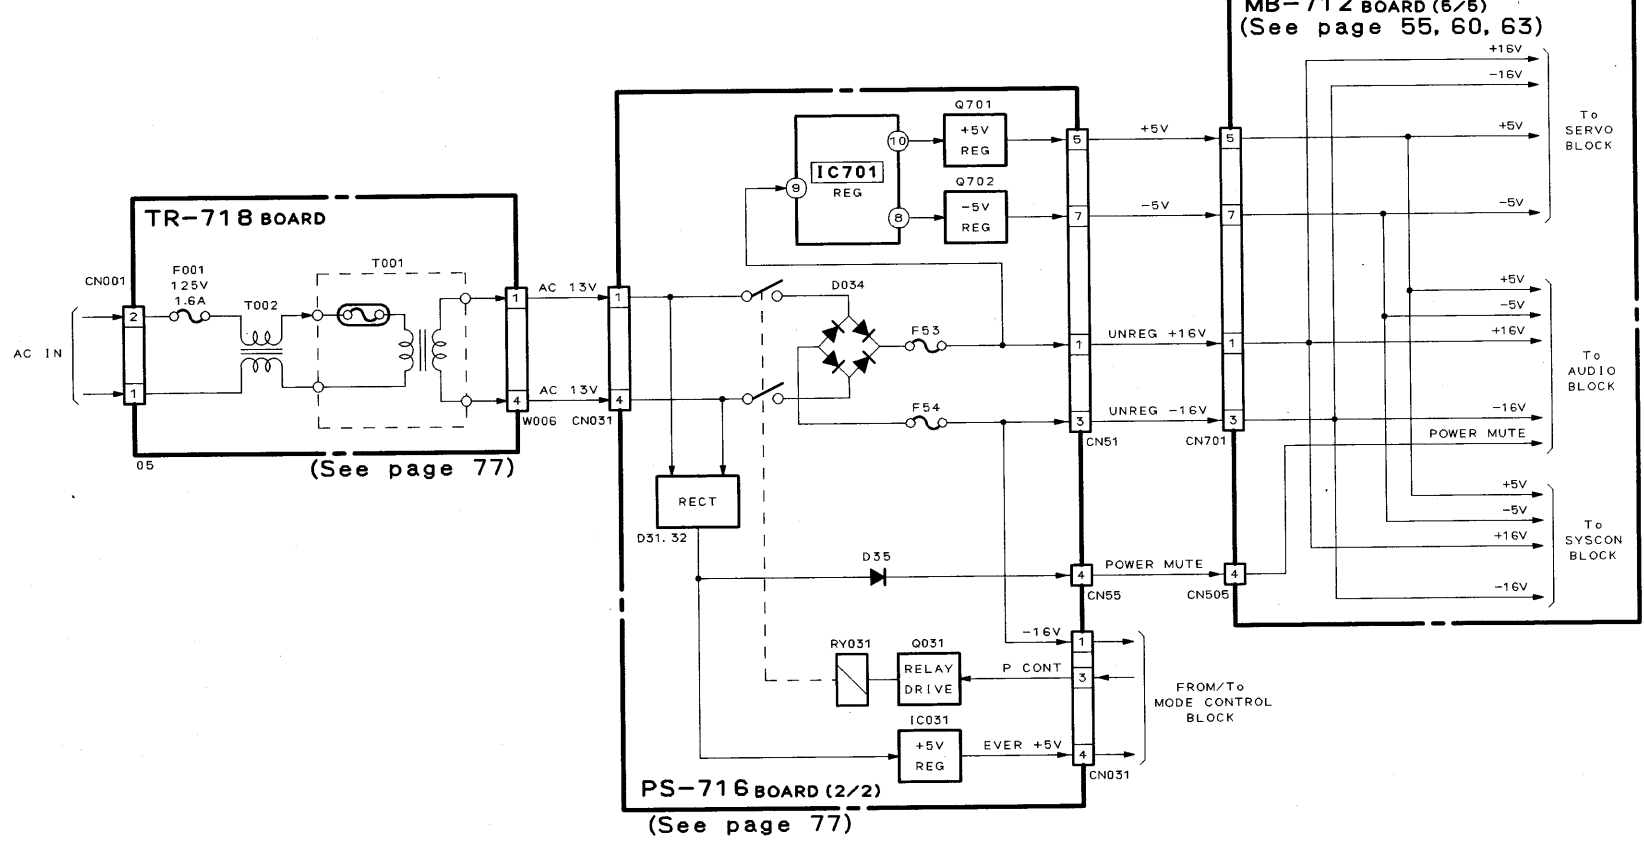 MB-712 BOARD (5/5)
(See page 55, 60, 63)
+16V
-16V
+5V
-5V
To
SERVO
BLOCK
+5V
-5V
+16V
To
AUDIO
BLOCK
-16V
POWER MUTE
+5V
-5V
+16V
To
SYSCON
BLOCK
-16V
5
7
1
3
CN701
4
CN505
+5V
-5V
UNREG +16V
UNREG -16V
POWER MUTE
TR-718 BOARD
CN001
F001
125V
1.6A
T002
T001
AC IN
2
1
1
4
W006
05
(See page 77)
AC 13V
AC 13V
1
4
CN031
IC701
REG
9
10
8
Q701
+5V
REG
Q702
-5V
REG
D034
F53
F54
5
7
1
3
CN51
RECT
D31. 32
D35
4
CN55
-16V
1
RY031
Q031
RELAY
DRIVE
P CONT
3
IC031
+5V
REG
EVER +5V
4
CN031
FROM/To
MODE CONTROL
BLOCK
PS-716 BOARD (2/2)
(See page 77)